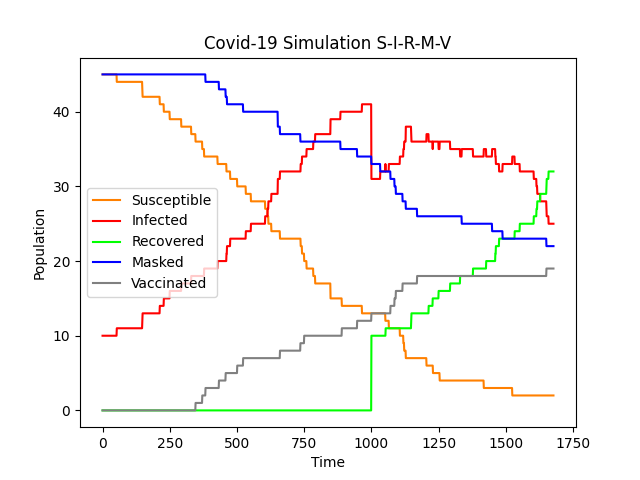 Covid-19 Simulation S-I-R-M-V
Population
40
30
20
10
0
Susceptible
Infected
Recovered
Masked
Vaccinated
0 250 500 750 1000 1250 1500 1750
Time